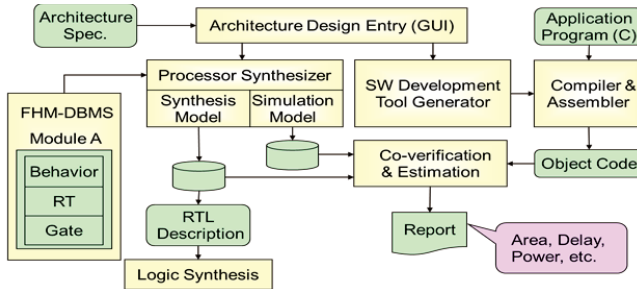 Architecture
Spec.
Architecture Design Entry (GUI)
Application
Program (C)
Processor Synthesizer
Synthesis
Model
Simulation
Model
SW Development
Tool Generator
Compiler &
Assembler
FHM-DBMS
Module A
Behavior
RT
Gate
Co-verification
& Estimation
Object Code
RTL
Description
Report
Area, Delay,
Power, etc.
Logic Synthesis